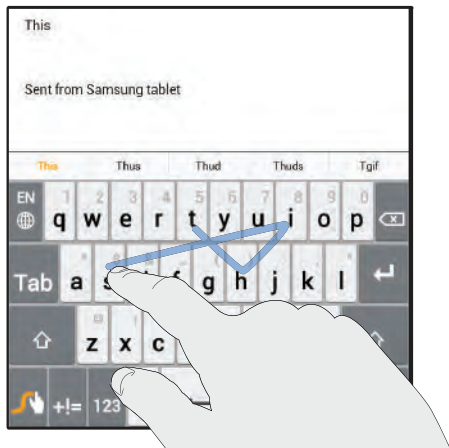 This
Sent from Samsung tablet
This Thus Thud Thuds Tgif
EN 1 2 3 4 5 6 7 8 9 0
q w e r t y u i o p
Tab a s f g h j k l
z x c
+!= 123